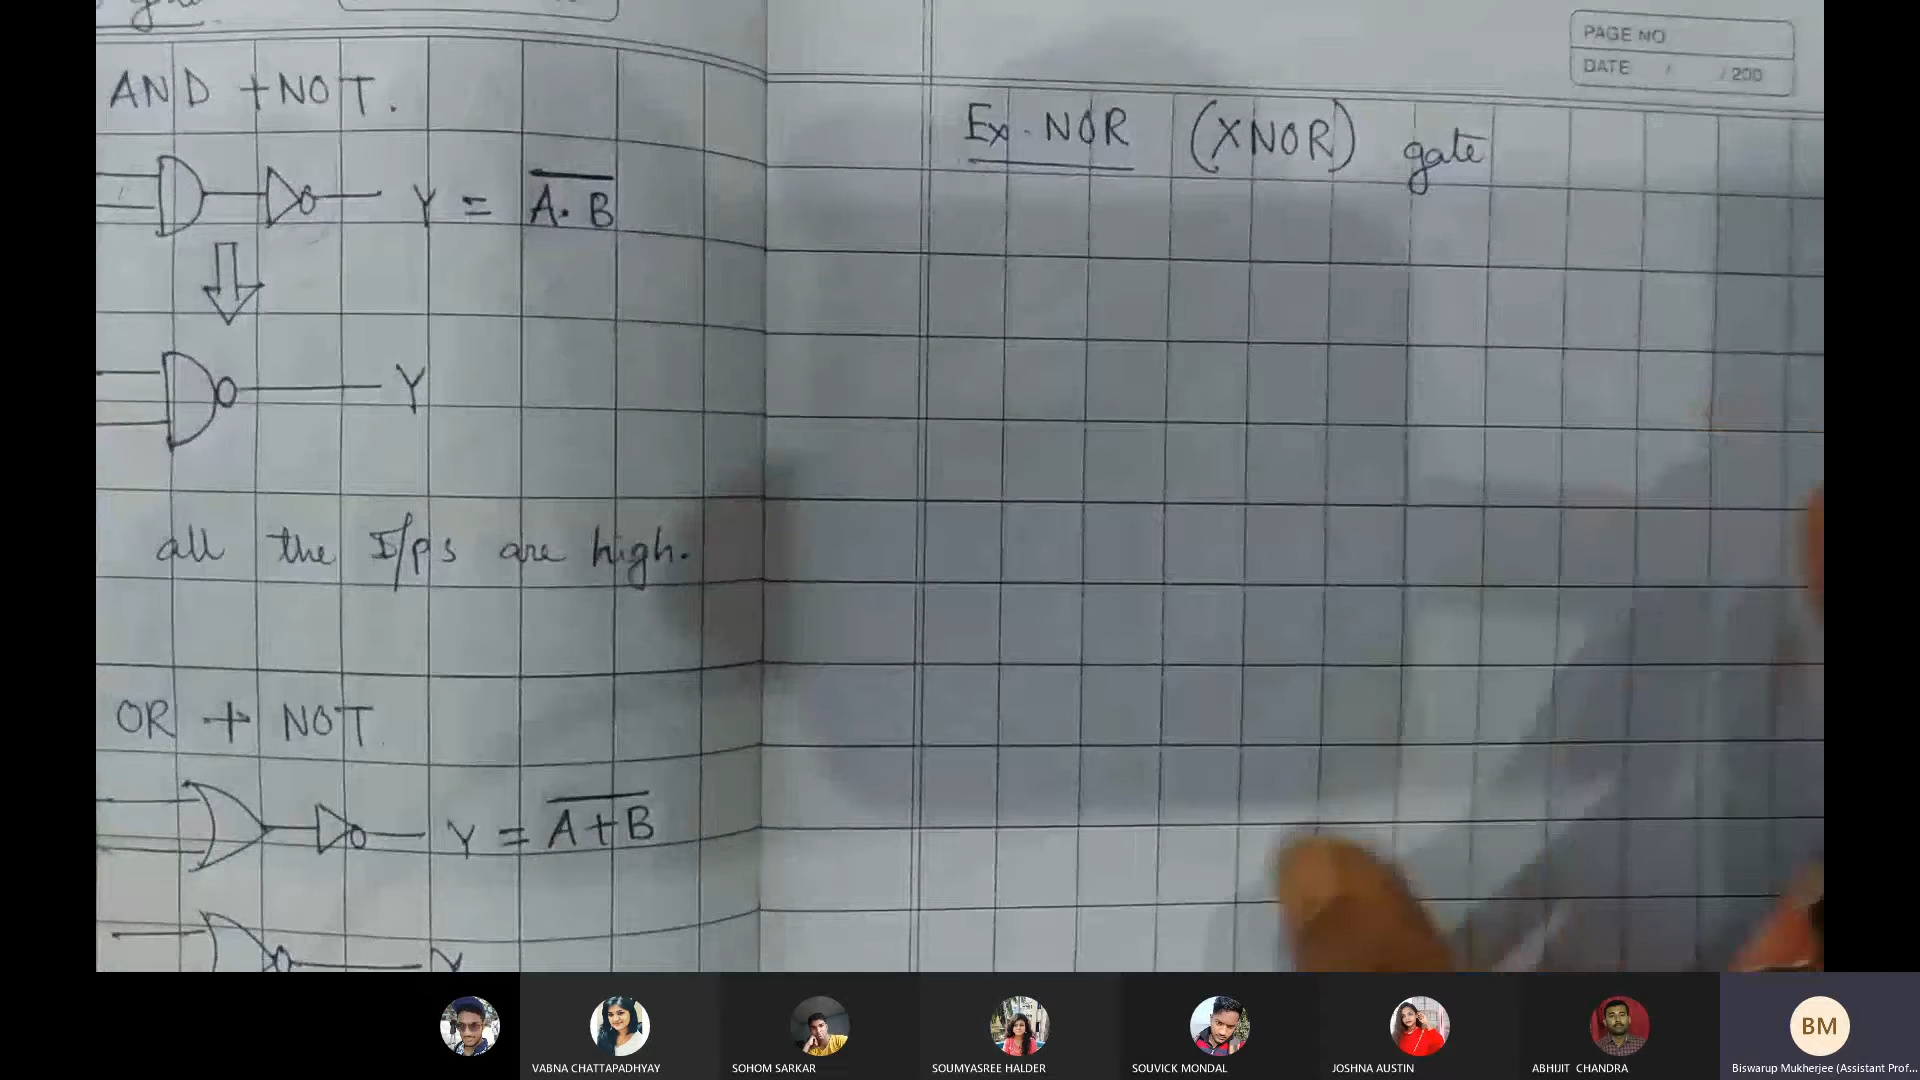 gate
AND + NOT.
Y = A. B
Y
all the I/ps are high.
OR + NOT
Y = A + B
Y
PAGE NO
DATE / / 200
Ex. NOR (XNOR) gate
VABNA CHATTAPADHYAY
SOHOM SARKAR
SOUMYASREE HALDER
SOUVICK MONDAL
JOSHNA AUSTIN
ABHIJIT CHANDRA
BM
Biswarup Mukherjee (Assistant Prof...